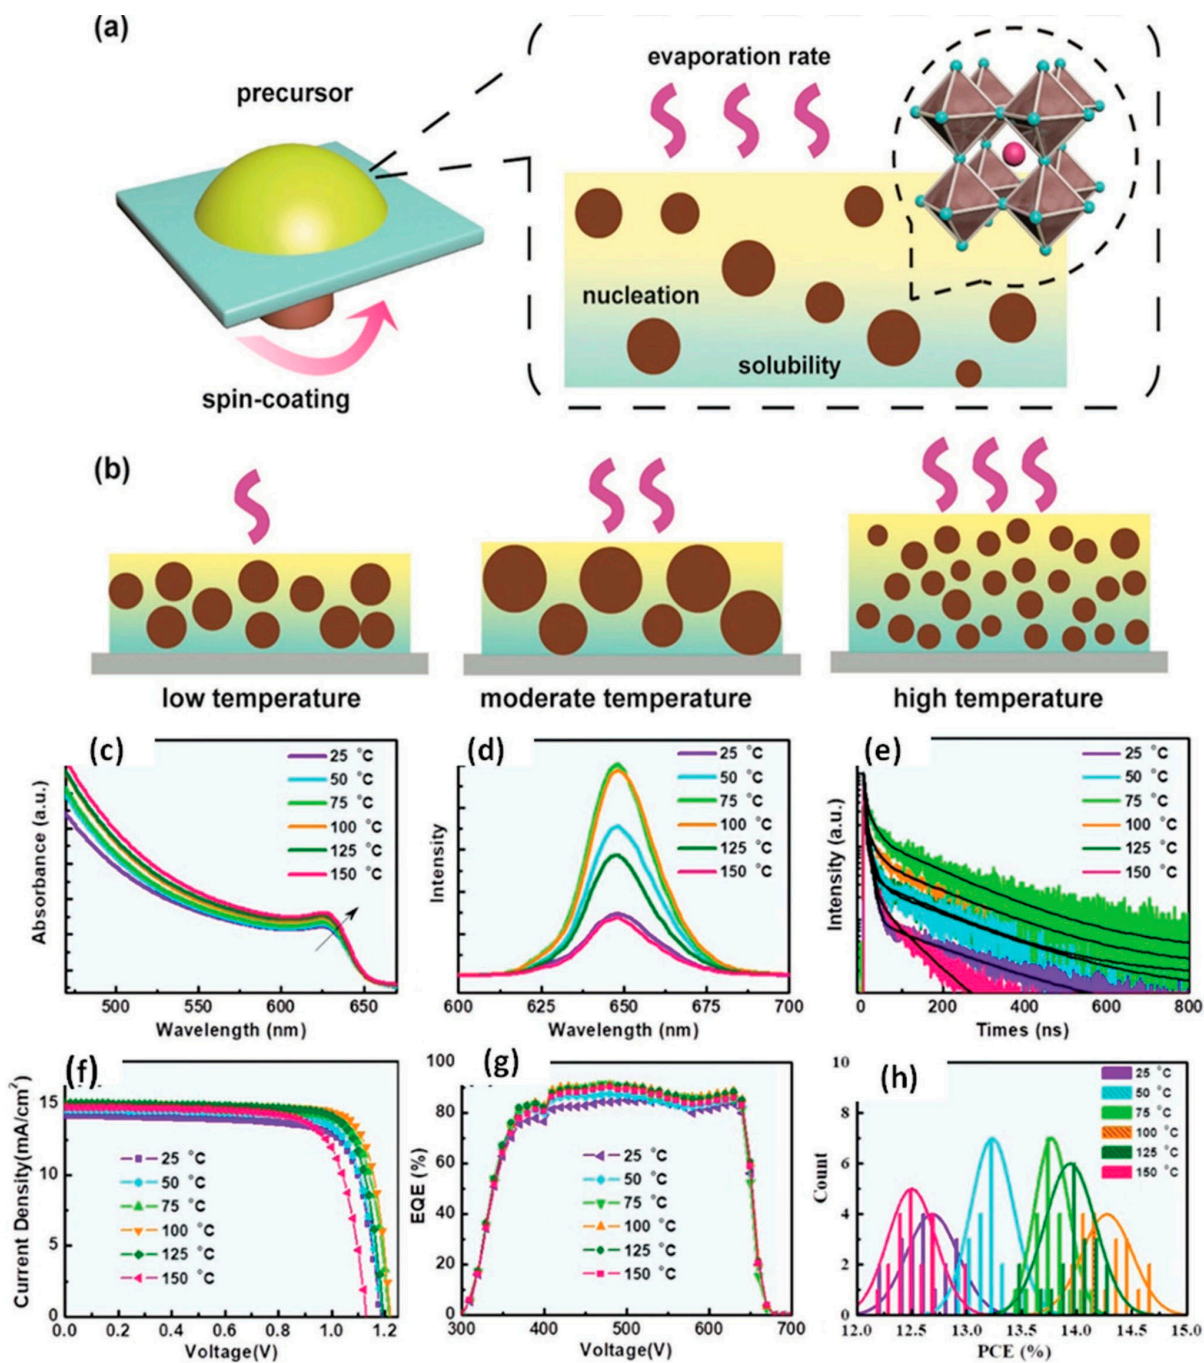 (a)
precursor
spin-coating
evaporation rate
nucleation
solubility
(b)
low temperature
moderate temperature
high temperature
(c)
25 °C
50 °C
75 °C
100 °C
125 °C
150 °C
Absorbance (a.u.)
500 550 600 650
Wavelength (nm)
(d)
25 °C
50 °C
75 °C
100 °C
125 °C
150 °C
Intensity
600 625 650 675 700
Wavelength (nm)
(e)
25 °C
50 °C
75 °C
100 °C
125 °C
150 °C
Intensity (a.u.)
0 200 400 600 800
Times (ns)
(f)
Current Density(mA/cm²)
15
10
5
0
25 °C
50 °C
75 °C
100 °C
125 °C
150 °C
0.0 0.2 0.4 0.6 0.8 1.0 1.2
Voltage(V)
(g)
EQE (%)
100
80
60
40
20
0
25 °C
50 °C
75 °C
100 °C
125 °C
150 °C
300 400 500 600 700
Voltage(V)
(h)
Count
10
8
6
4
2
0
25 °C
50 °C
75 °C
100 °C
125 °C
150 °C
12.0 12.5 13.0 13.5 14.0 14.5 15.0
PCE (%)